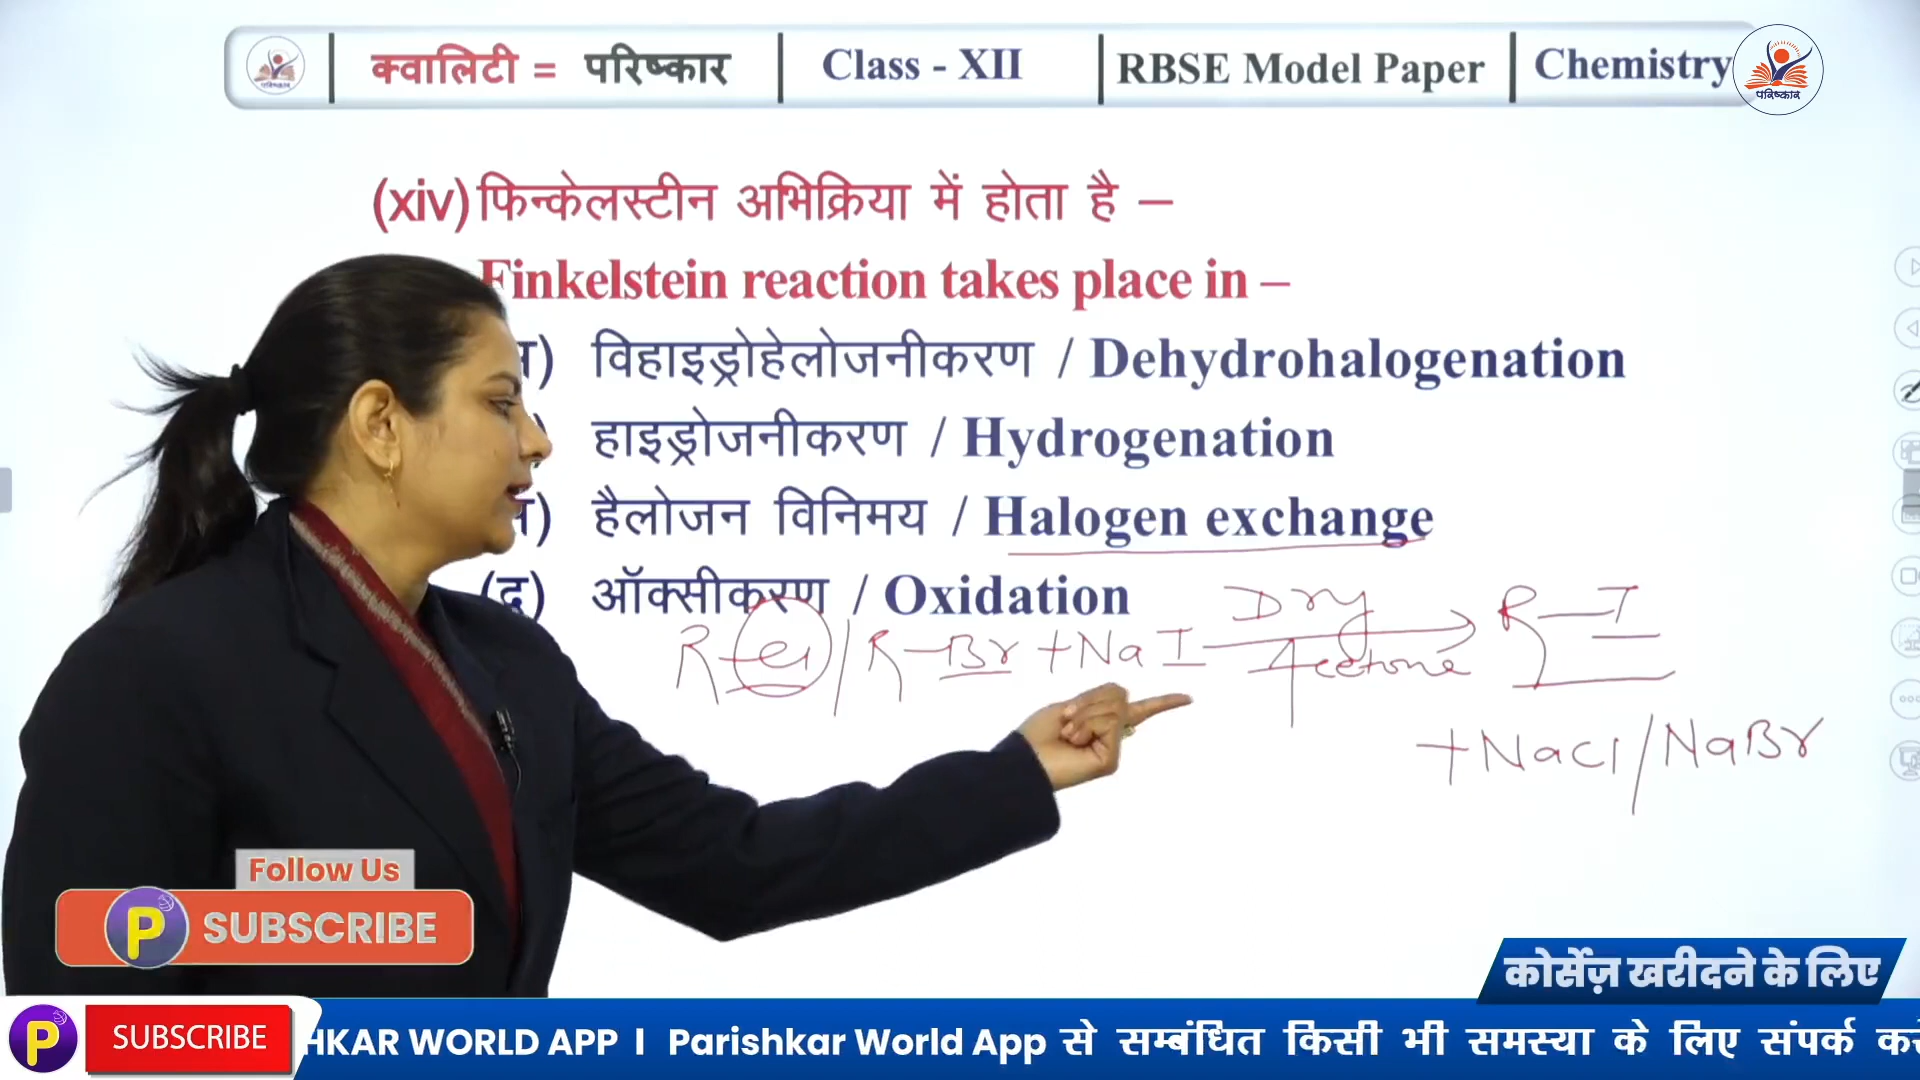 क्वालिटी = परिष्कार | Class - XII | RBSE Model Paper | Chemistry
परिष्कार
परिष्कार
(xiv) फिन्केलस्टीन अभिक्रिया में होता है –
Finkelstein reaction takes place in –
विहाइड्रोहेलोजनीकरण / Dehydrohalogenation
हाइड्रोजनीकरण / Hydrogenation
हैलोजन विनिमय / Halogen exchange
(द) ऑक्सीकरण / Oxidation
R-Cl / R-Br + NaI Dry Acetone R-I
+ NaCl / NaBr
Follow Us
P SUBSCRIBE
कोर्सेज़ खरीदने के लिए
P SUBSCRIBE
HKAR WORLD APP I Parishkar World App से सम्बंधित किसी भी समस्या के लिए संपर्क